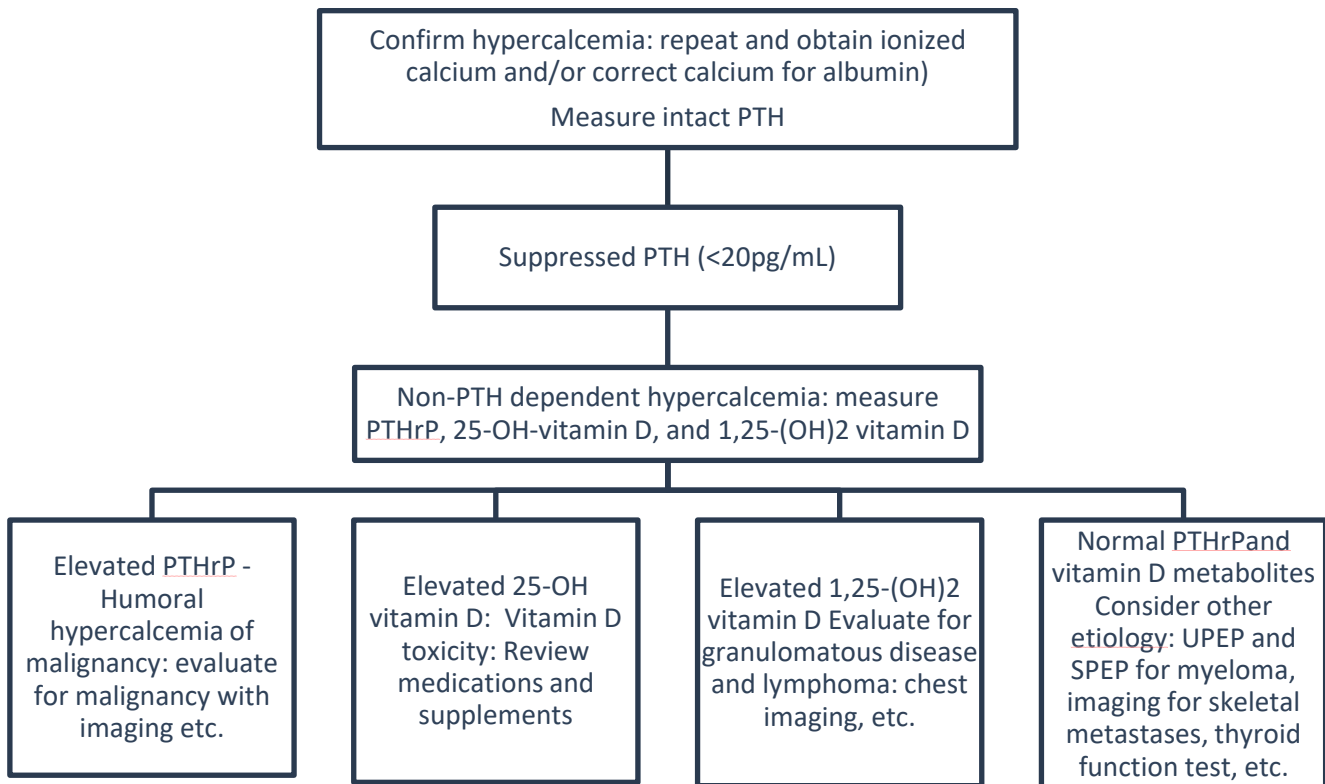 Confirm hypercalcemia: repeat and obtain ionized
calcium and/or correct calcium for albumin)
Measure intact PTH
Suppressed PTH (<20pg/mL)
Non-PTH dependent hypercalcemia: measure
PTHrP, 25-OH-vitamin D, and 1,25-(OH)2 vitamin D
Elevated PTHrP -
Humoral
hypercalcemia of
malignancy: evaluate
for malignancy with
imaging etc.
Elevated 25-OH
vitamin D:  Vitamin D
toxicity: Review
medications and
supplements
Elevated 1,25-(OH)2
vitamin D Evaluate for
granulomatous disease
and lymphoma: chest
imaging, etc.
Normal PTHrPand
vitamin D metabolites
Consider other
etiology: UPEP and
SPEP for myeloma,
imaging for skeletal
metastases, thyroid
function test, etc.